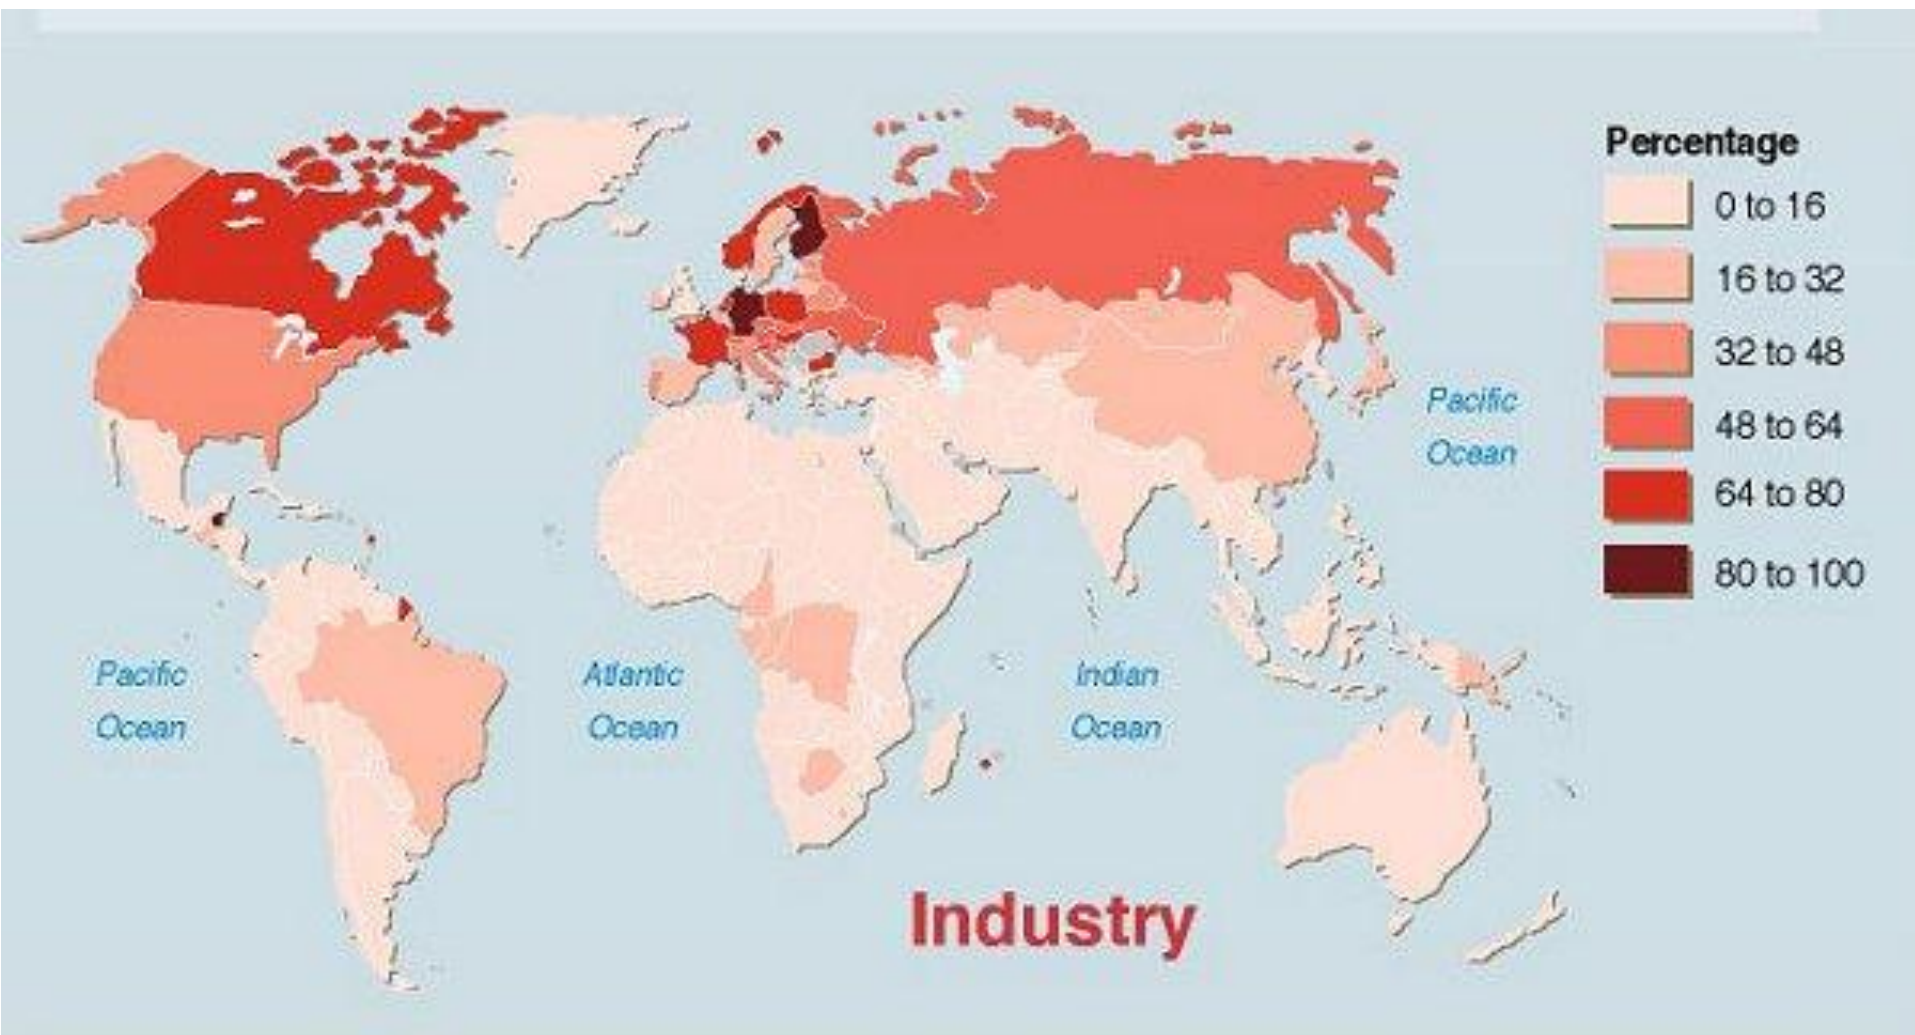 Percentage
0 to 16
16 to 32
32 to 48
48 to 64
64 to 80
80 to 100
Pacific
Ocean
Pacific
Ocean
Atlantic
Ocean
Indian
Ocean
Industry